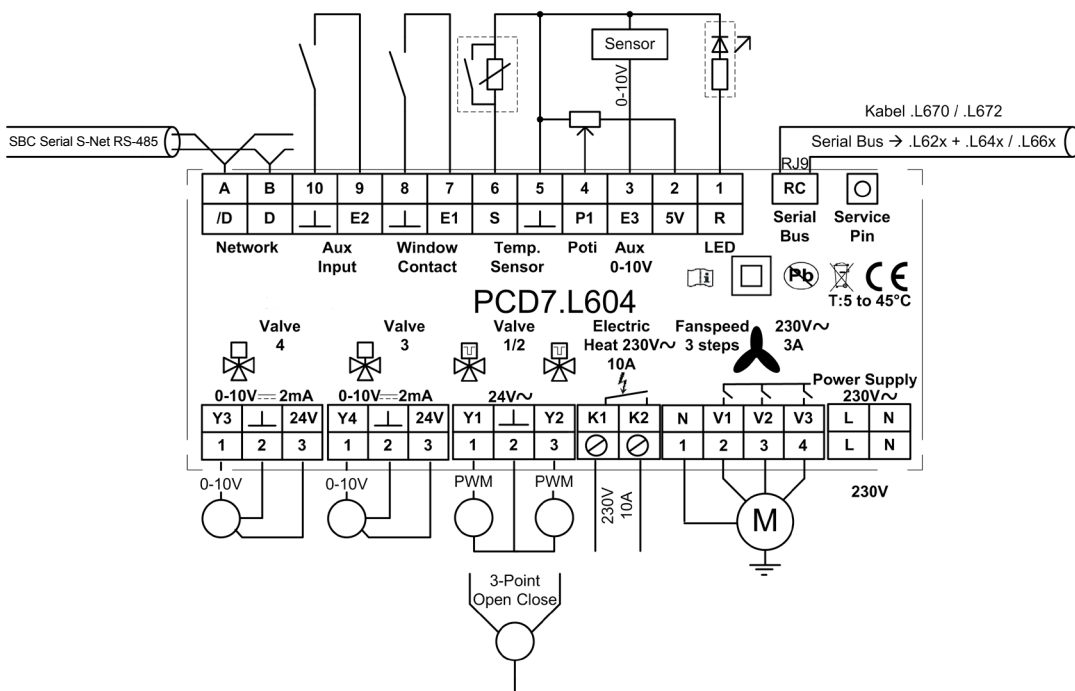 Sensor
0-10V
Kabel .L670 / .L672
SBC Serial S-Net RS-485
Serial Bus → .L62x + .L64x / .L66x
RJ9
A B 10 9 8 7 6 5 4 3 2 1
/D D ⊥ E2 ⊥ E1 S ⊥ P1 E3 5V R
RC
Network
Aux
Input
Window
Contact
Temp.
Sensor
Poti
Aux
0-10V
LED
Serial
Bus
Service
Pin
i
Pb
CE
T:5 to 45°C
PCD7.L604
Valve
4
Valve
3
Valve
1/2
Electric
Heat 230V~
10A
Fanspeed
3 steps
230V~
3A
0-10V⎓2mA
0-10V⎓2mA
24V~
Power Supply
230V~
Y3 ⊥ 24V
1 2 3
Y4 ⊥ 24V
1 2 3
Y1 ⊥ Y2
1 2 3
K1 K2
N V1 V2 V3
1 2 3 4
L N
L N
0-10V
0-10V
PWM
PWM
230V
10A
M
230V
3-Point
Open Close